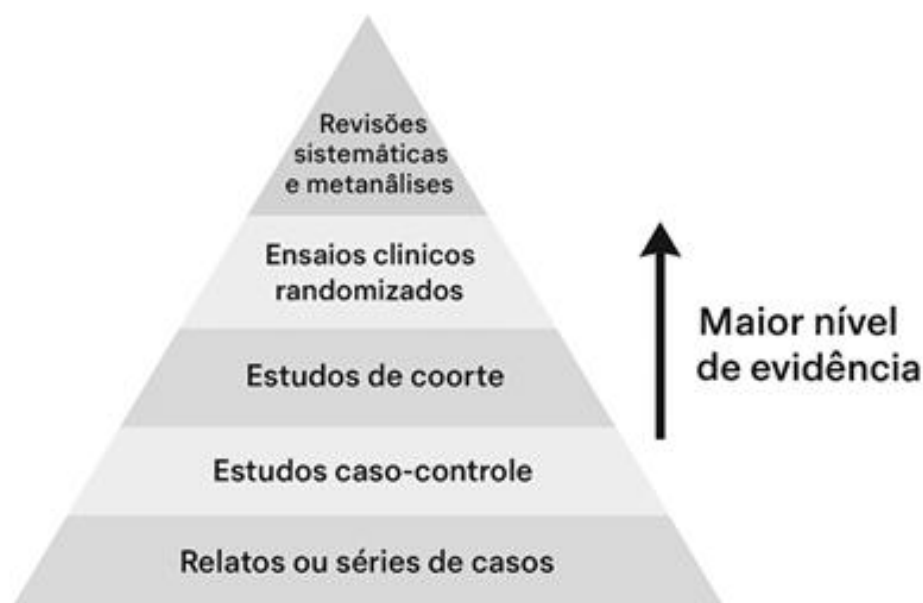 Revisões
sistemáticas
e metanâlises
Ensaios clinicos
randomizados
Estudos de coorte
Estudos caso-controle
Relatos ou séries de casos
Maior nível
de evidência